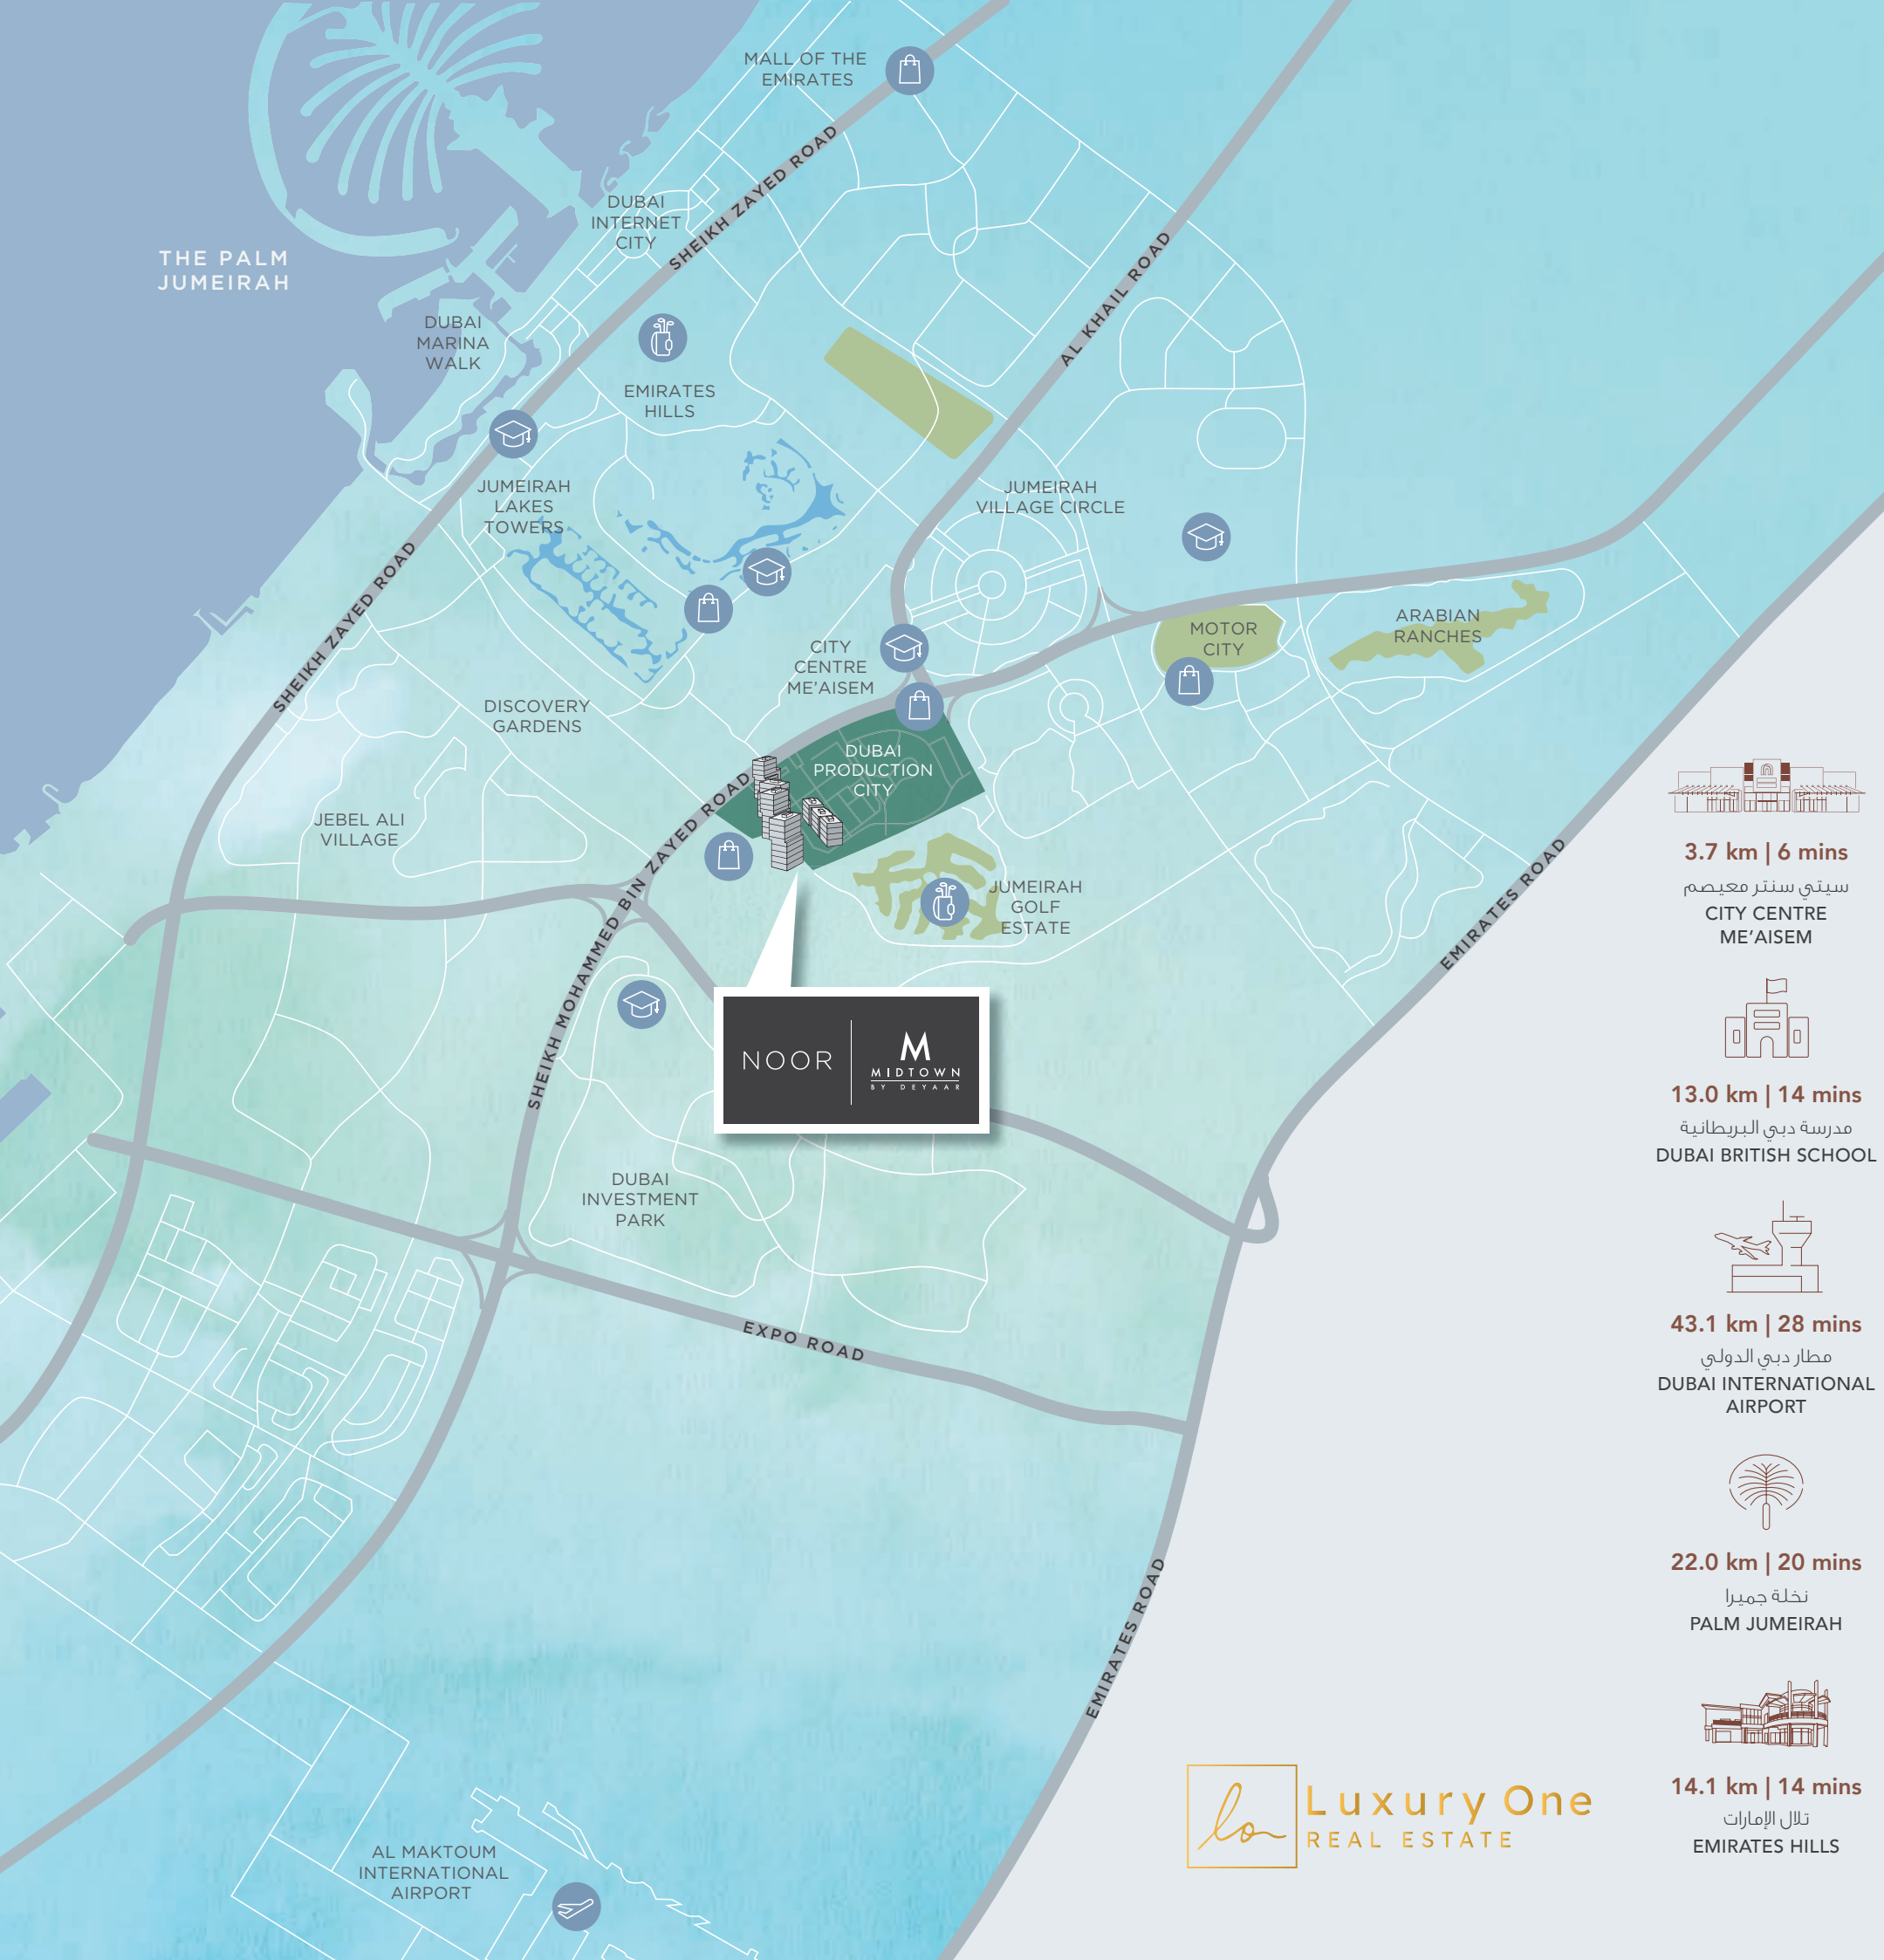 MALL OF THE
EMIRATES
SHEIKH ZAYED ROAD
DUBAI
INTERNET
CITY
THE PALM
JUMEIRAH
AL KHAIL ROAD
DUBAI
MARINA
WALK
EMIRATES
HILLS
JUMEIRAH
LAKES
TOWERS
JUMEIRAH
VILLAGE CIRCLE
SHEIKH ZAYED ROAD
MOTOR
CITY
ARABIAN
RANCHES
CITY
CENTRE
ME'AISEM
DISCOVERY
GARDENS
DUBAI
PRODUCTION
CITY
JEBEL ALI
VILLAGE
SHEIKH MOHAMMED BIN ZAYED ROAD
JUMEIRAH
GOLF
ESTATE
EMIRATES ROAD
NOOR
M
MIDTOWN
BY DEYAAR
DUBAI
INVESTMENT
PARK
EXPO ROAD
EMIRATES ROAD
AL MAKTOUM
INTERNATIONAL
AIRPORT
3.7 km | 6 mins
سيتي سنتر معيصم
CITY CENTRE
ME'AISEM
13.0 km | 14 mins
مدرسة دبي البريطانية
DUBAI BRITISH SCHOOL
43.1 km | 28 mins
مطار دبي الدولي
DUBAI INTERNATIONAL
AIRPORT
22.0 km | 20 mins
نخلة جميرا
PALM JUMEIRAH
14.1 km | 14 mins
تلال الإمارات
EMIRATES HILLS
lo
Luxury One
REAL ESTATE